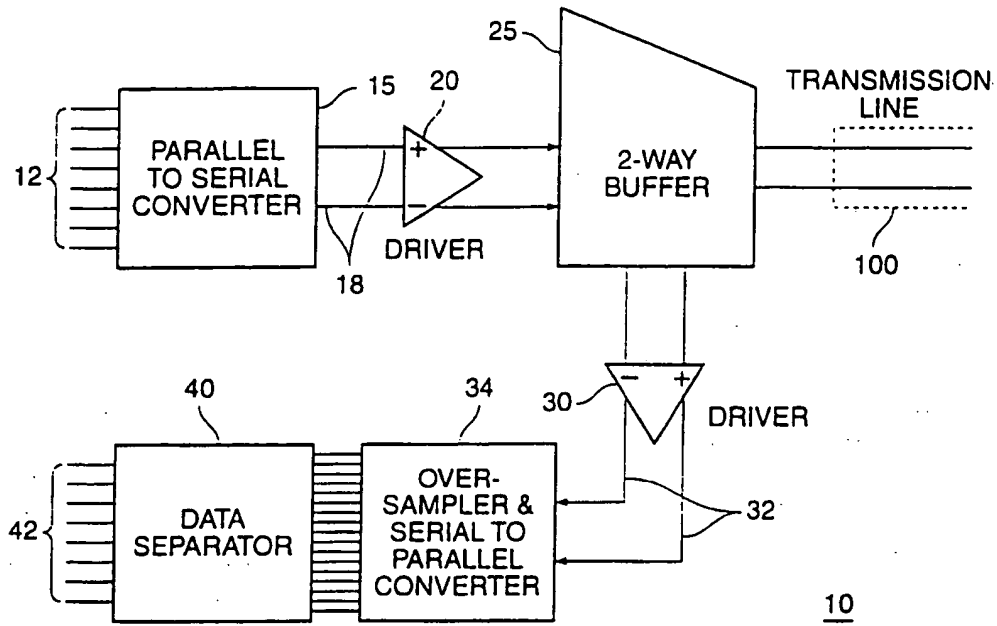 25
TRANSMISSION
LINE
15
20
12
PARALLEL
TO SERIAL
CONVERTER
+
−
2-WAY
BUFFER
DRIVER
18
100
− +
30
DRIVER
40
34
42
DATA
SEPARATOR
OVER-
SAMPLER &
SERIAL TO
PARALLEL
CONVERTER
32
10